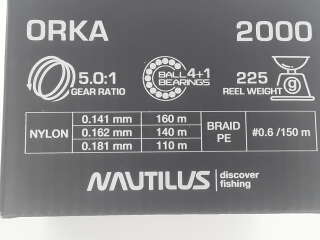 ORKA 2000
5.0:1 GEAR RATIO
BALL 4+1 BEARINGS
225 REEL WEIGHT g
NYLON 0.141 mm 160 m
0.162 mm 140 m
0.181 mm 110 m
BRAID PE #0.6 /150 m
NAUTILUS discover fishing